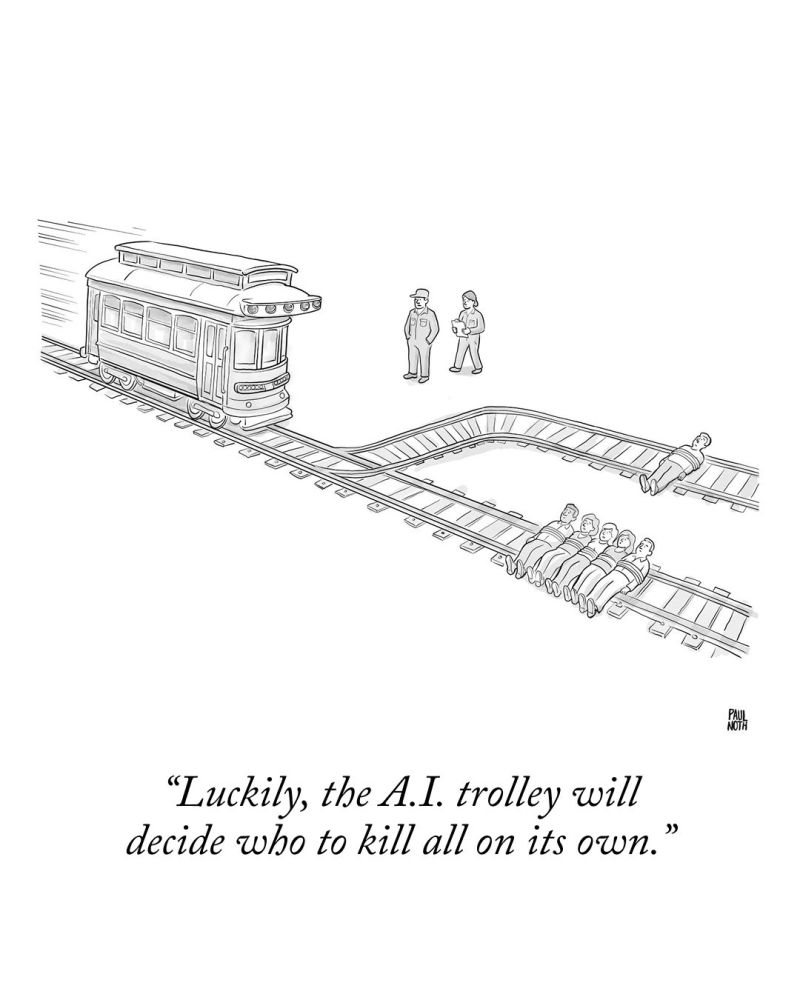 PAUL
NOTH
“Luckily, the A.I. trolley will
decide who to kill all on its own.”